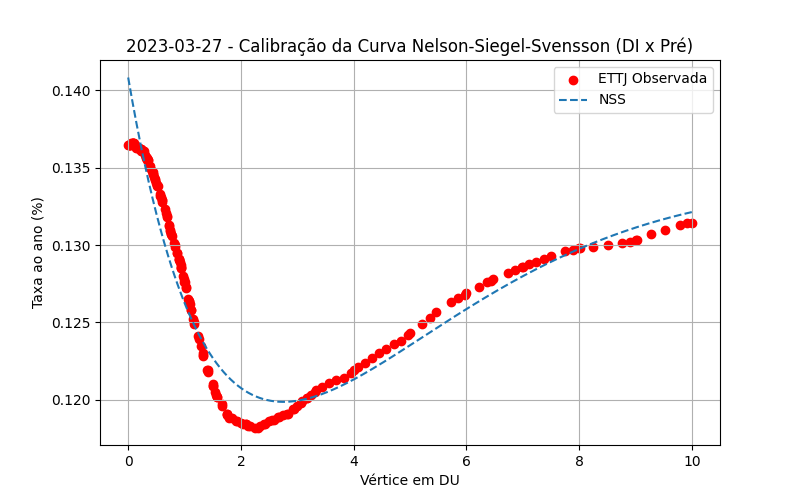 2023-03-27 - Calibração da Curva Nelson-Siegel-Svensson (DI x Pré)
ETTJ Observada
NSS
Taxa ao ano (%)
0.140
0.135
0.130
0.125
0.120
0 2 4 6 8 10
Vértice em DU